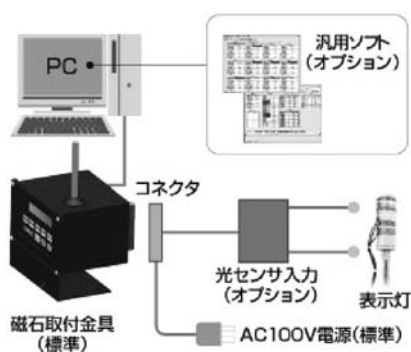 PC
汎用ソフト
(オプション)
コネクタ
光センサ入力
(オプション)
表示灯
磁石取付金具
(標準)
AC100V電源(標準)